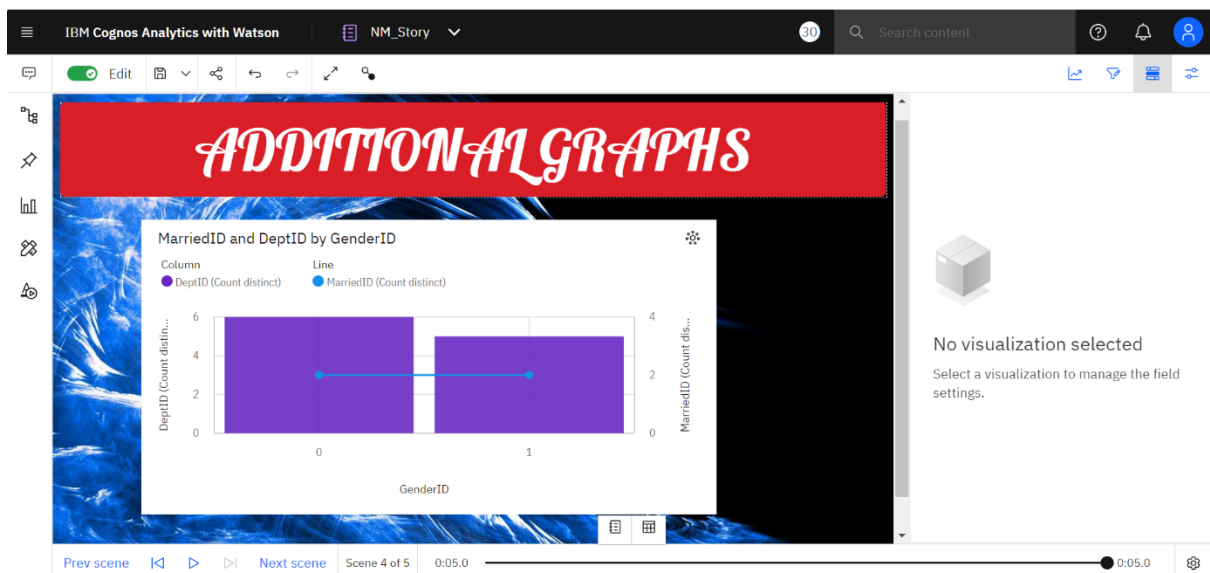 IBM Cognos Analytics with Watson
NM_Story
30
Search content
Edit
ADDITIONAL GRAPHS
MarriedID and DeptID by GenderID
Column
Line
DeptID (Count distinct)
MarriedID (Count distinct)
DeptID (Count distin...
6
4
2
0
MarriedID (Count dis...
4
2
0
0
1
GenderID
No visualization selected
Select a visualization to manage the field
settings.
Prev scene
Next scene
Scene 4 of 5
0:05.0
0:05.0